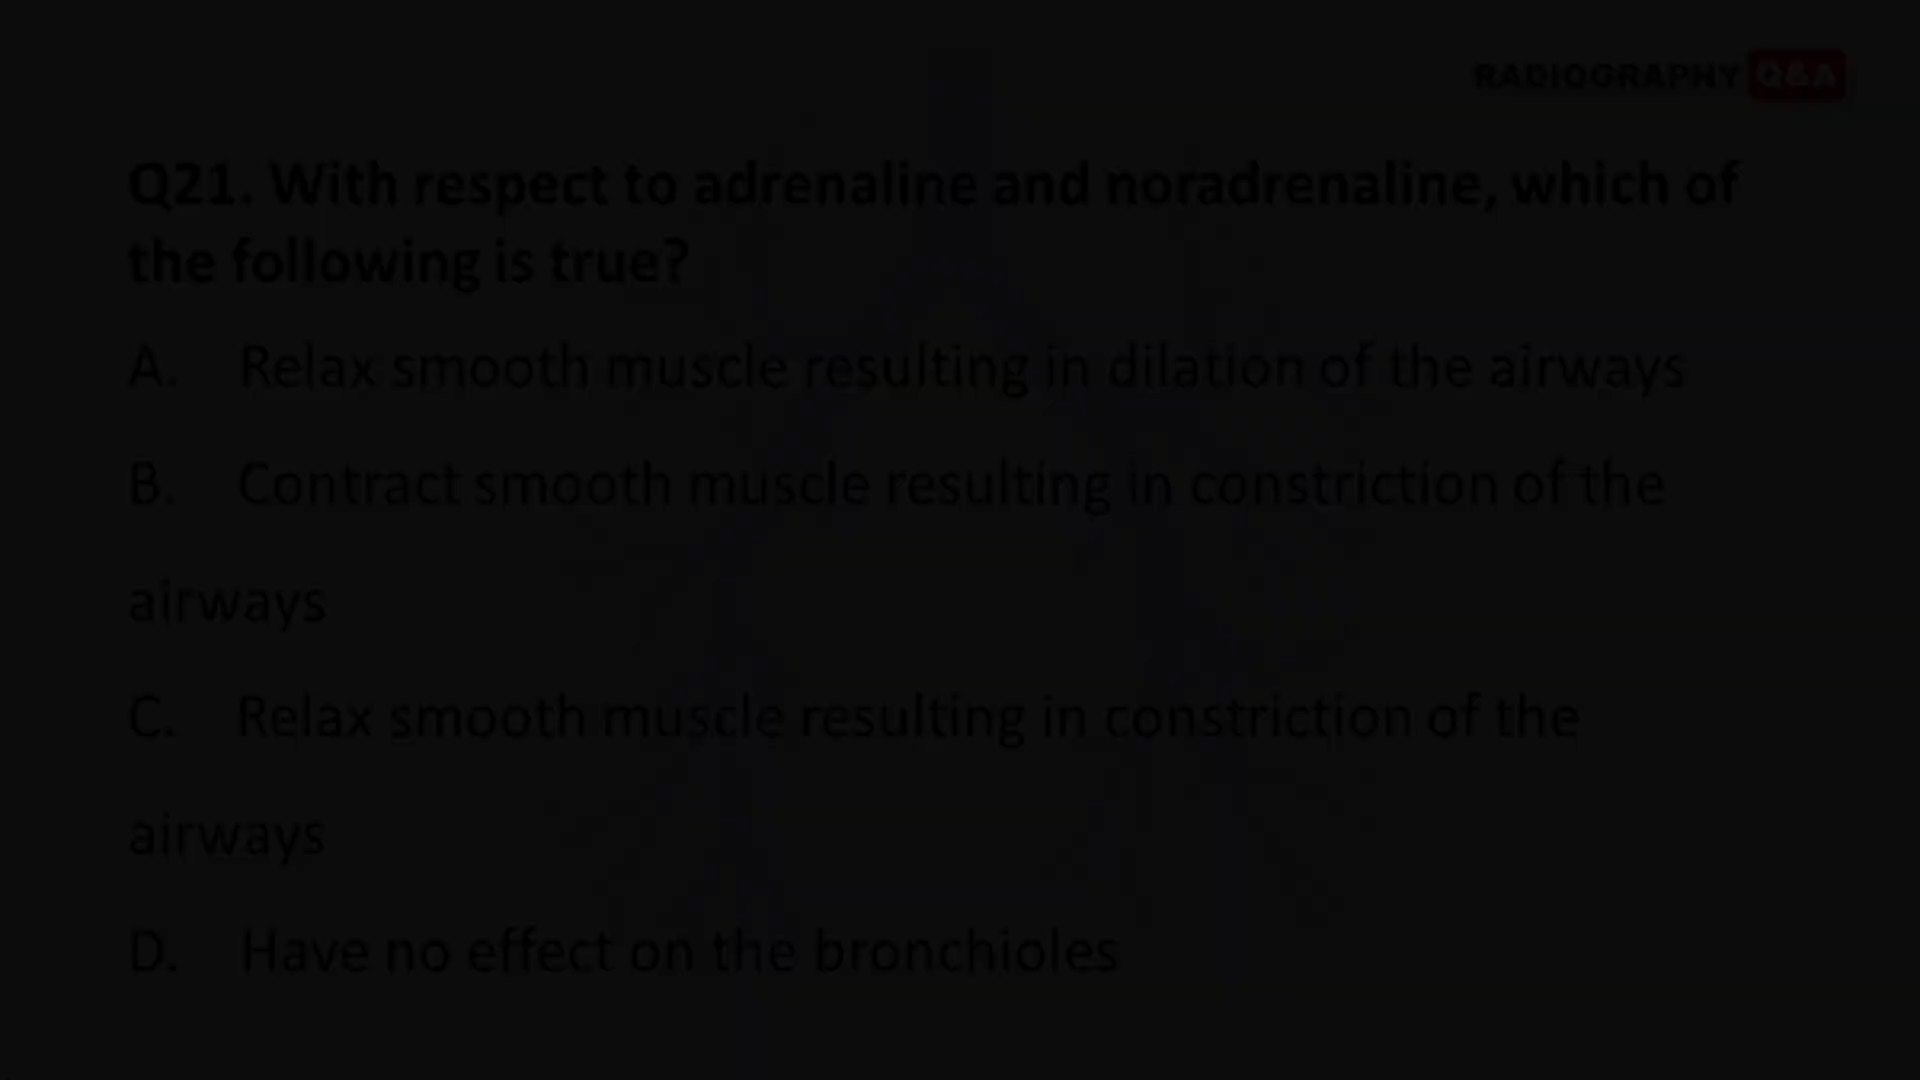 RADIOGRAPHY Q&A
Q21. With respect to adrenaline and noradrenaline, which of
the following is true?
A. Relax smooth muscle resulting in dilation of the airways
B. Contract smooth muscle resulting in constriction of the
airways
C. Relax smooth muscle resulting in constriction of the
airways
D. Have no effect on the bronchioles